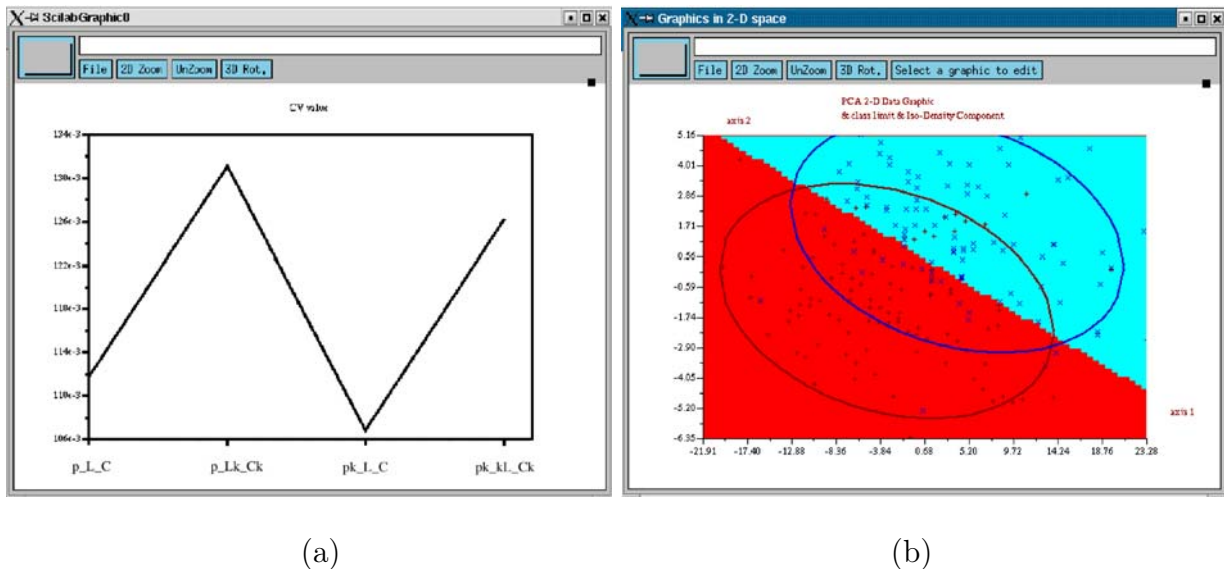 ScilabGraphic0
File 2D Zoom UnZoom 3D Rot.
CV value
134e-3
130e-3
126e-3
122e-3
118e-3
114e-3
110e-3
106e-3
p_L_C p_Lk_Ck pk_L_C pk_kL_Ck
(a)
Graphics in 2-D space
File 2D Zoom UnZoom 3D Rot. Select a graphic to edit
PCA 2-D Data Graphic
& class limit & Iso-Density Component
axis 2
5.16
4.01
2.86
1.71
0.56
-0.59
-1.74
-2.90
-4.05
-5.20
-6.35
axis 1
-21.91 -17.40 -12.88 -8.36 -3.84 0.68 5.20 9.72 14.24 18.76 23.28
(b)